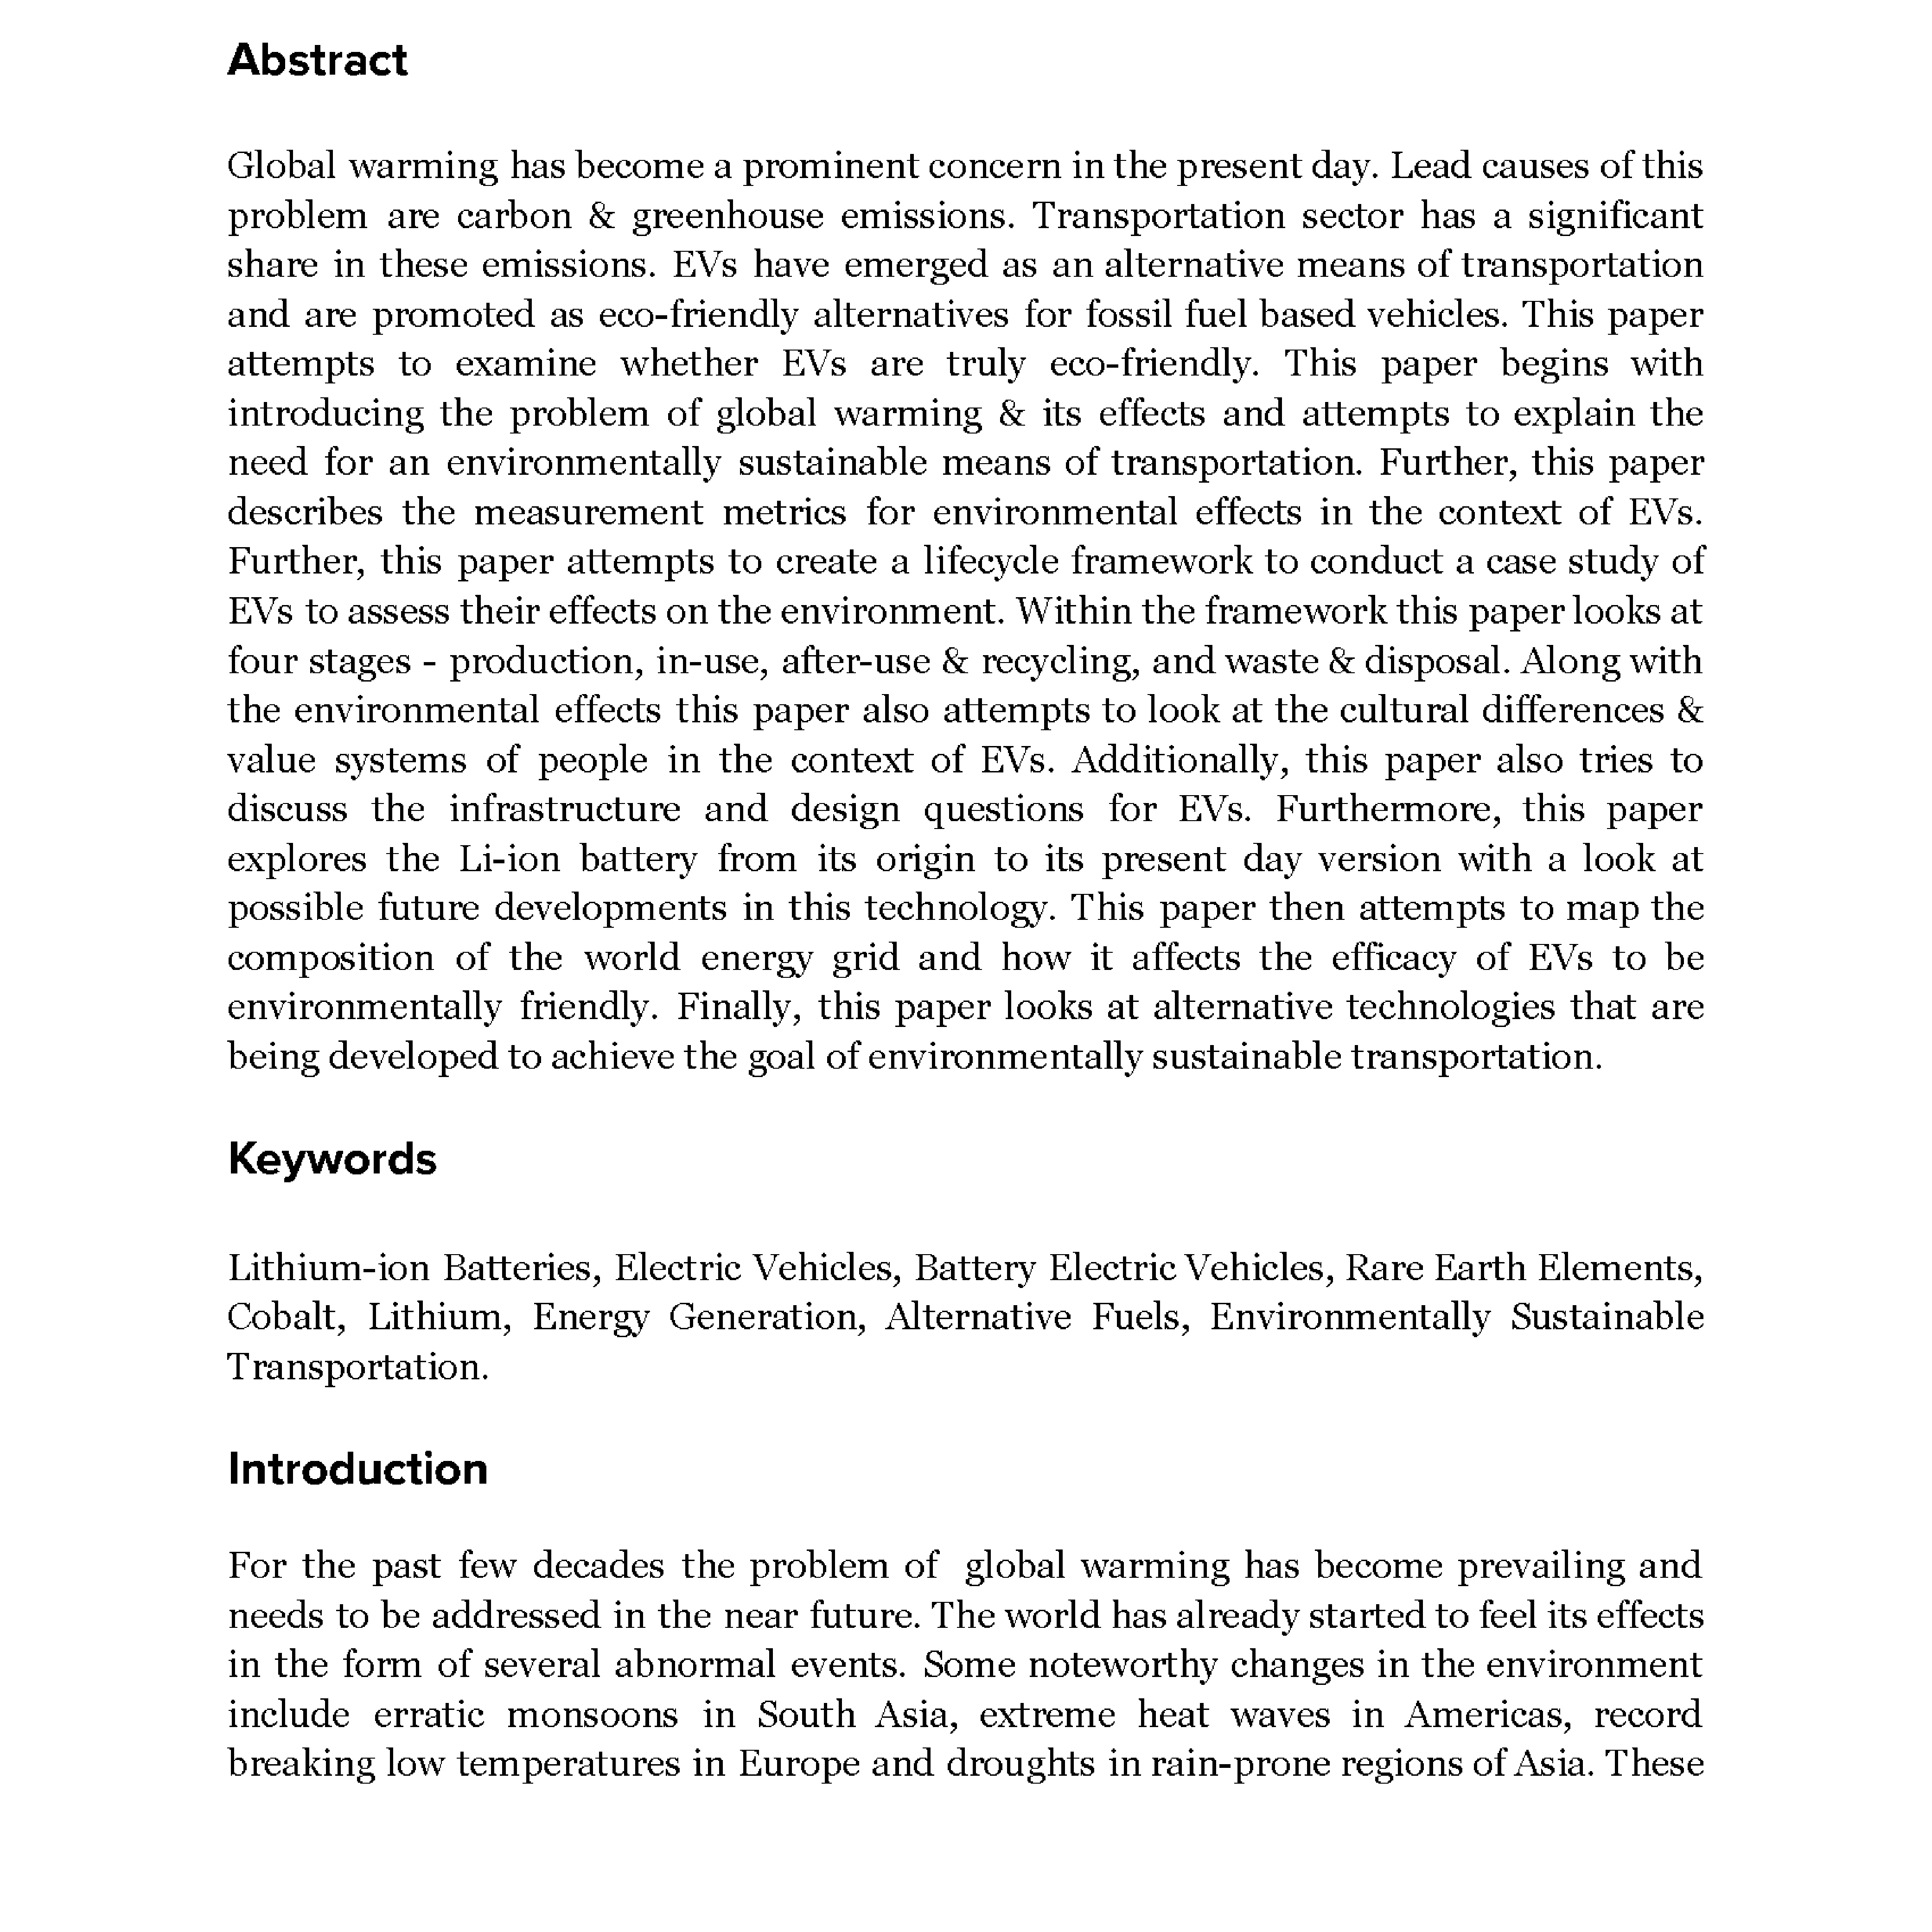 Abstract
Global warming has become a prominent concern in the present day. Lead causes of this
problem are carbon & greenhouse emissions. Transportation sector has a significant
share in these emissions. EVs have emerged as an alternative means of transportation
and are promoted as eco-friendly alternatives for fossil fuel based vehicles. This paper
attempts to examine whether EVs are truly eco-friendly. This paper begins with
introducing the problem of global warming & its effects and attempts to explain the
need for an environmentally sustainable means of transportation. Further, this paper
describes the measurement metrics for environmental effects in the context of EVs.
Further, this paper attempts to create a lifecycle framework to conduct a case study of
EVs to assess their effects on the environment. Within the framework this paper looks at
four stages - production, in-use, after-use & recycling, and waste & disposal. Along with
the environmental effects this paper also attempts to look at the cultural differences &
value systems of people in the context of EVs. Additionally, this paper also tries to
discuss the infrastructure and design questions for EVs. Furthermore, this paper
explores the Li-ion battery from its origin to its present day version with a look at
possible future developments in this technology. This paper then attempts to map the
composition of the world energy grid and how it affects the efficacy of EVs to be
environmentally friendly. Finally, this paper looks at alternative technologies that are
being developed to achieve the goal of environmentally sustainable transportation.
Keywords
Lithium-ion Batteries, Electric Vehicles, Battery Electric Vehicles, Rare Earth Elements,
Cobalt, Lithium, Energy Generation, Alternative Fuels, Environmentally Sustainable
Transportation.
Introduction
For the past few decades the problem of  global warming has become prevailing and
needs to be addressed in the near future. The world has already started to feel its effects
in the form of several abnormal events. Some noteworthy changes in the environment
include erratic monsoons in South Asia, extreme heat waves in Americas, record
breaking low temperatures in Europe and droughts in rain-prone regions of Asia. These